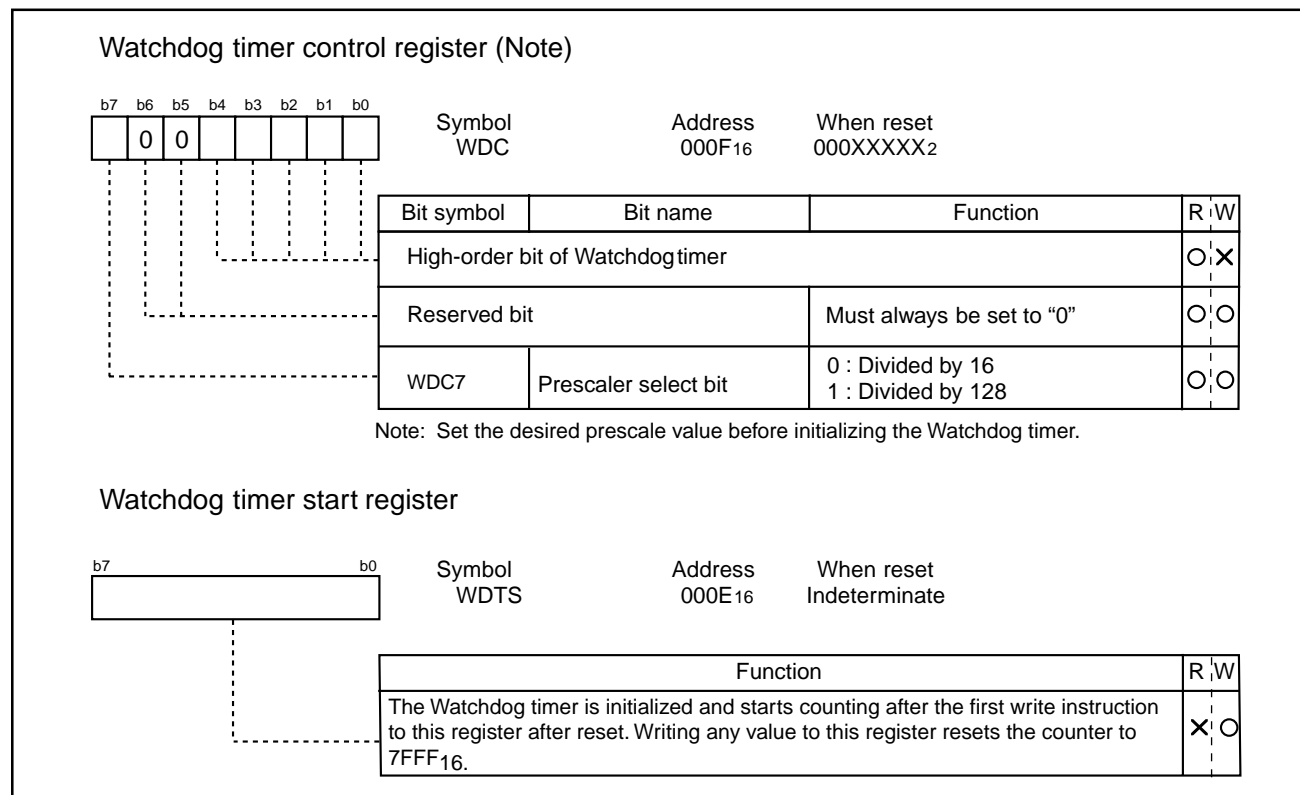 Watchdog timer control register (Note)
b7 b6 b5 b4 b3 b2 b1 b0
0 0
Symbol Address When reset
WDC 000F16 000XXXXX2
Bit symbol Bit name Function R W
High-order bit of Watchdog timer
Reserved bit Must always be set to “0”
WDC7 Prescaler select bit 0 : Divided by 16
1 : Divided by 128
Note: Set the desired prescale value before initializing the Watchdog timer.
Watchdog timer start register
b7 b0
Symbol Address When reset
WDTS 000E16 Indeterminate
Function R W
The Watchdog timer is initialized and starts counting after the first write instruction
to this register after reset. Writing any value to this register resets the counter to
7FFF16.